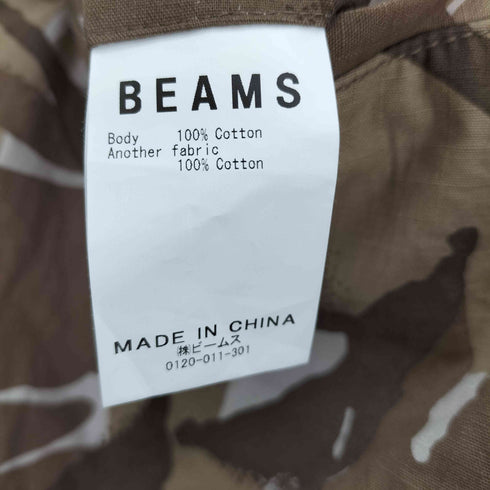 BEAMS
Body 100% Cotton
Another fabric
100% Cotton
MADE IN CHINA
㈱ビームス
0120-011-301